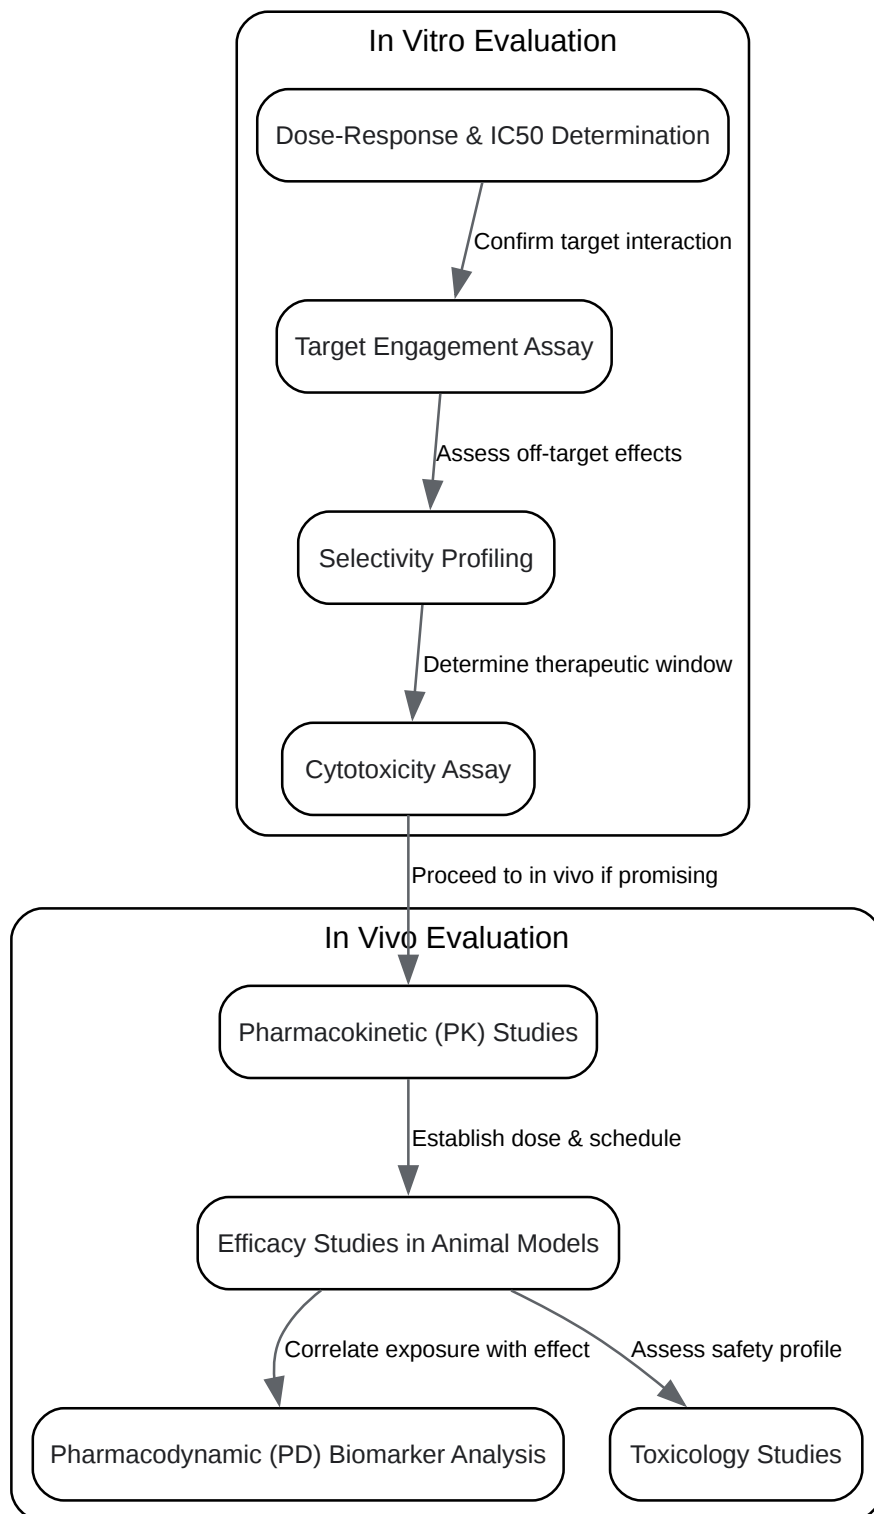 In Vitro Evaluation
Dose-Response & IC50 Determination
Confirm target interaction
Target Engagement Assay
Assess off-target effects
Selectivity Profiling
Determine therapeutic window
Cytotoxicity Assay
Proceed to in vivo if promising
In Vivo Evaluation
Pharmacokinetic (PK) Studies
Establish dose & schedule
Efficacy Studies in Animal Models
Correlate exposure with effect
Assess safety profile
Pharmacodynamic (PD) Biomarker Analysis
Toxicology Studies